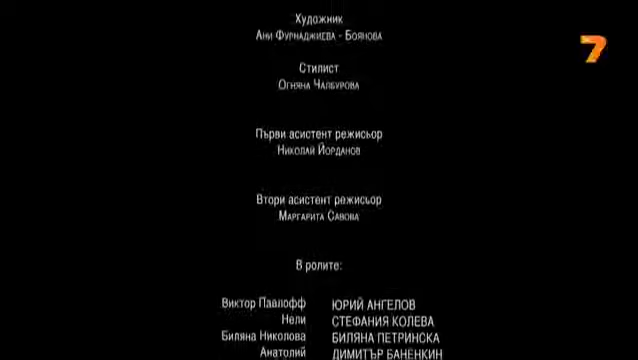 Художник
Ани Фурнаджиева - Боянова
7
Стилист
Огняна Чалбурова
Първи асистент режисьор
Николай Йорданов
Втори асистент режисьор
Маргарита Савова
В ролите:
Виктор Павлофф ЮРИЙ АНГЕЛОВ
Нели СТЕФАНИЯ КОЛЕВА
Биляна Николова БИЛЯНА ПЕТРИНСКА
Анатолий ДИМИТЪР БАНЕНКИН